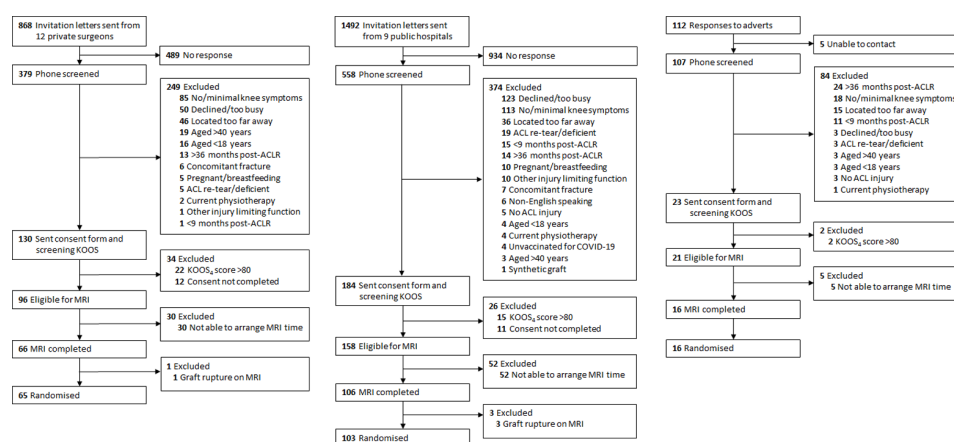 868 Invitation letters sent from
12 private surgeons
489 No response
379 Phone screened
249 Excluded
85 No/minimal knee symptoms
50 Declined/too busy
46 Located too far away
19 Aged >40 years
16 Aged <18 years
13 >36 months post-ACLR
6 Concomitant fracture
5 Pregnant/breastfeeding
5 ACL re-tear/deficient
2 Current physiotherapy
1 Other injury limiting function
1 <9 months post-ACLR
130 Sent consent form and
screening KOOS
34 Excluded
22 KOOS₄ score >80
12 Consent not completed
96 Eligible for MRI
30 Excluded
30 Not able to arrange MRI time
66 MRI completed
1 Excluded
1 Graft rupture on MRI
65 Randomised
1492 Invitation letters sent
from 9 public hospitals
934 No response
558 Phone screened
374 Excluded
123 Declined/too busy
113 No/minimal knee symptoms
36 Located too far away
19 ACL re-tear/deficient
15 <9 months post-ACLR
14 >36 months post-ACLR
10 Pregnant/breastfeeding
10 Other injury limiting function
7 Concomitant fracture
6 Non-English speaking
5 No ACL injury
4 Aged <18 years
4 Current physiotherapy
4 Unvaccinated for COVID-19
3 Aged >40 years
1 Synthetic graft
184 Sent consent form and
screening KOOS
26 Excluded
15 KOOS₄ score >80
11 Consent not completed
158 Eligible for MRI
52 Excluded
52 Not able to arrange MRI time
106 MRI completed
3 Excluded
3 Graft rupture on MRI
103 Randomised
112 Responses to adverts
5 Unable to contact
107 Phone screened
84 Excluded
24 >36 months post-ACLR
18 No/minimal knee symptoms
15 Located too far away
11 <9 months post-ACLR
3 Declined/too busy
3 ACL re-tear/deficient
3 Aged >40 years
3 Aged <18 years
3 No ACL injury
1 Current physiotherapy
23 Sent consent form and
screening KOOS
2 Excluded
2 KOOS₄ score >80
21 Eligible for MRI
5 Excluded
5 Not able to arrange MRI time
16 MRI completed
16 Randomised